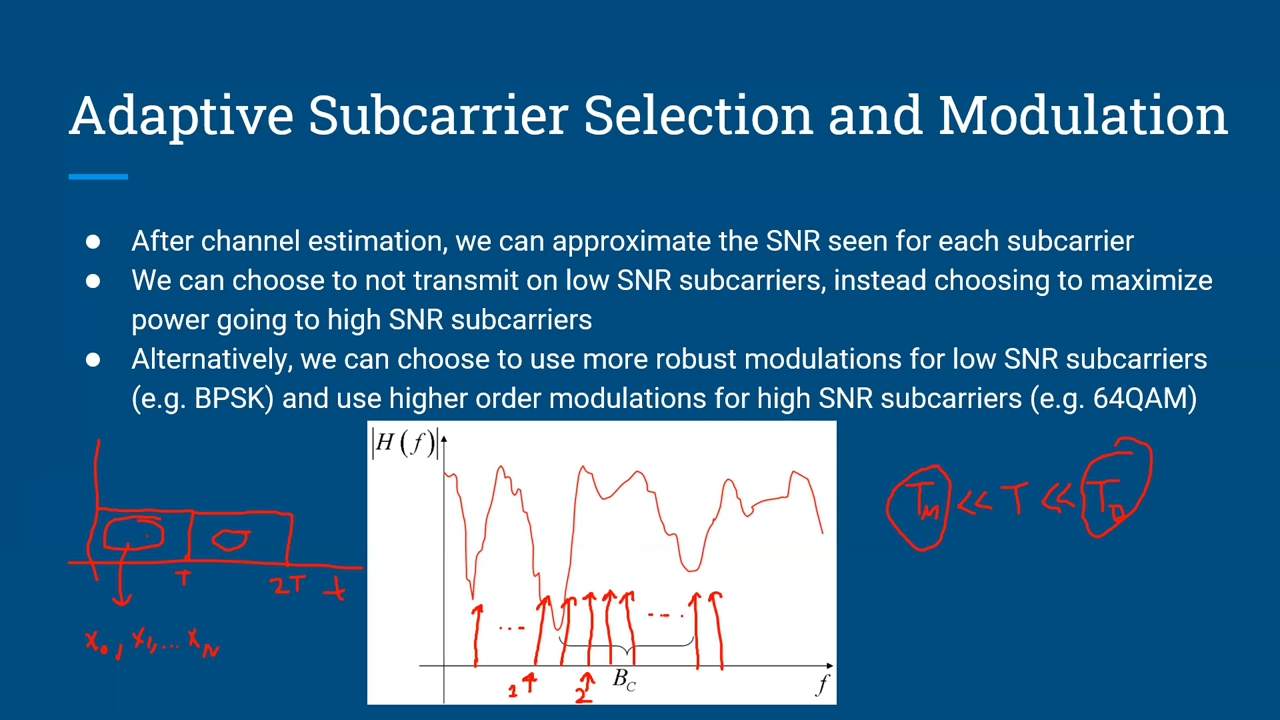 Adaptive Subcarrier Selection and Modulation
● After channel estimation, we can approximate the SNR seen for each subcarrier
● We can choose to not transmit on low SNR subcarriers, instead choosing to maximize
power going to high SNR subcarriers
● Alternatively, we can choose to use more robust modulations for low SNR subcarriers
(e.g. BPSK) and use higher order modulations for high SNR subcarriers (e.g. 64QAM)
|H(f)|
T_M << T << T_D
T 2T t
x_0, x_1, ... x_N
... ...
1 2 B_C f